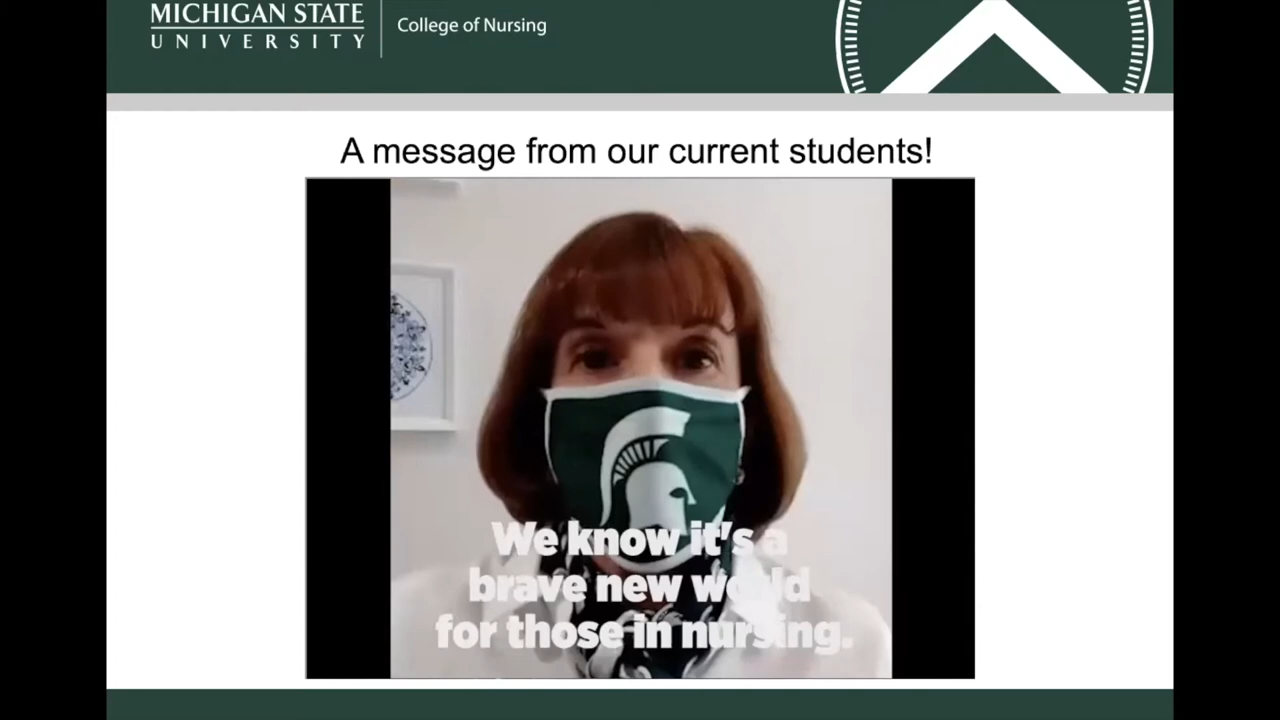 MICHIGAN STATE
UNIVERSITY
College of Nursing
A message from our current students!
We know it's a
brave new world
for those in nursing.